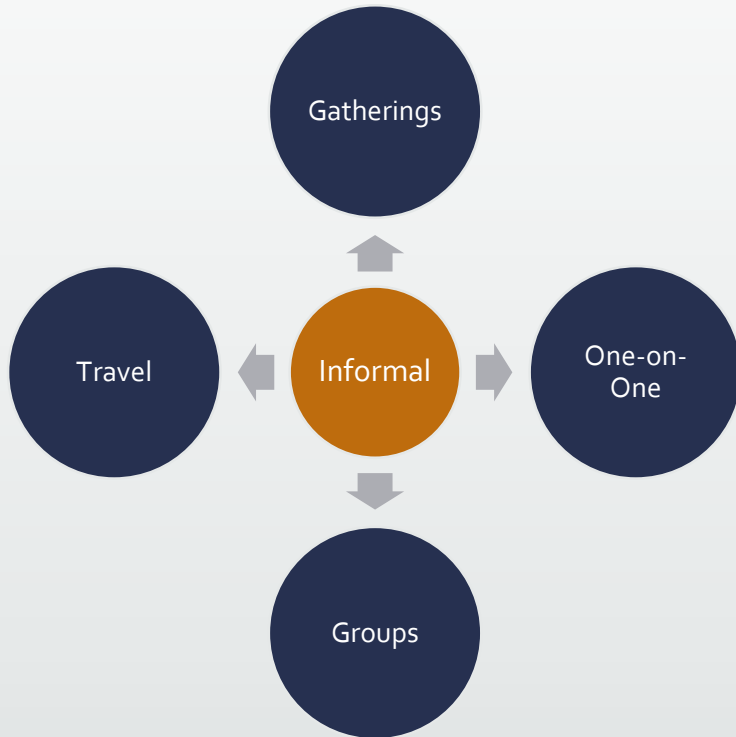 Gatherings
Travel
Informal
One-on-
One
Groups